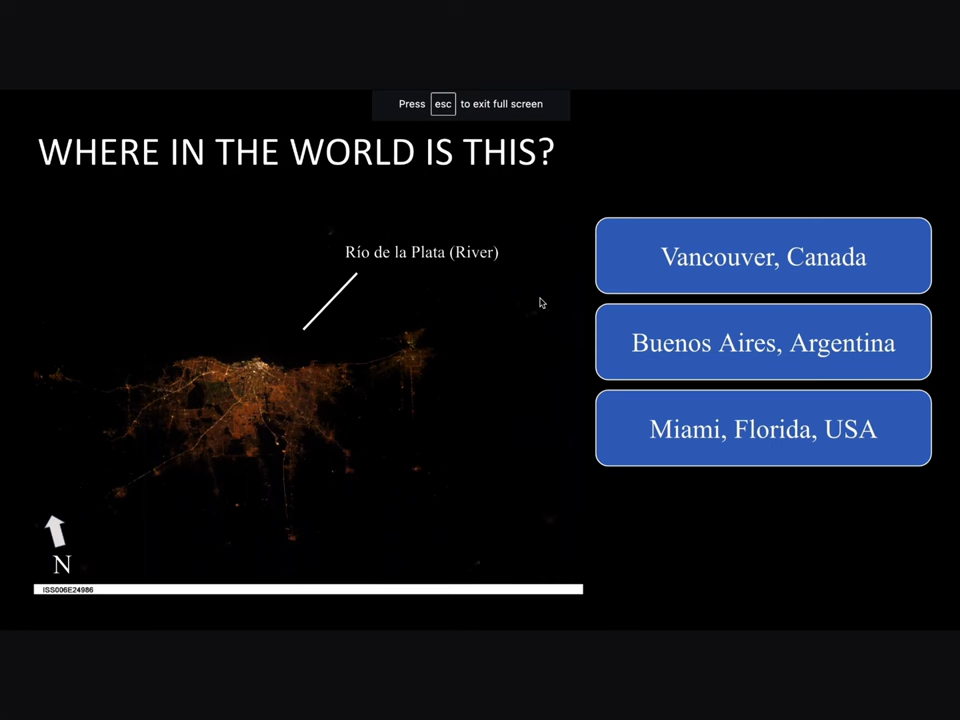 Press esc to exit full screen
WHERE IN THE WORLD IS THIS?
Río de la Plata (River)
Vancouver, Canada
Buenos Aires, Argentina
Miami, Florida, USA
N
ISS006E24986